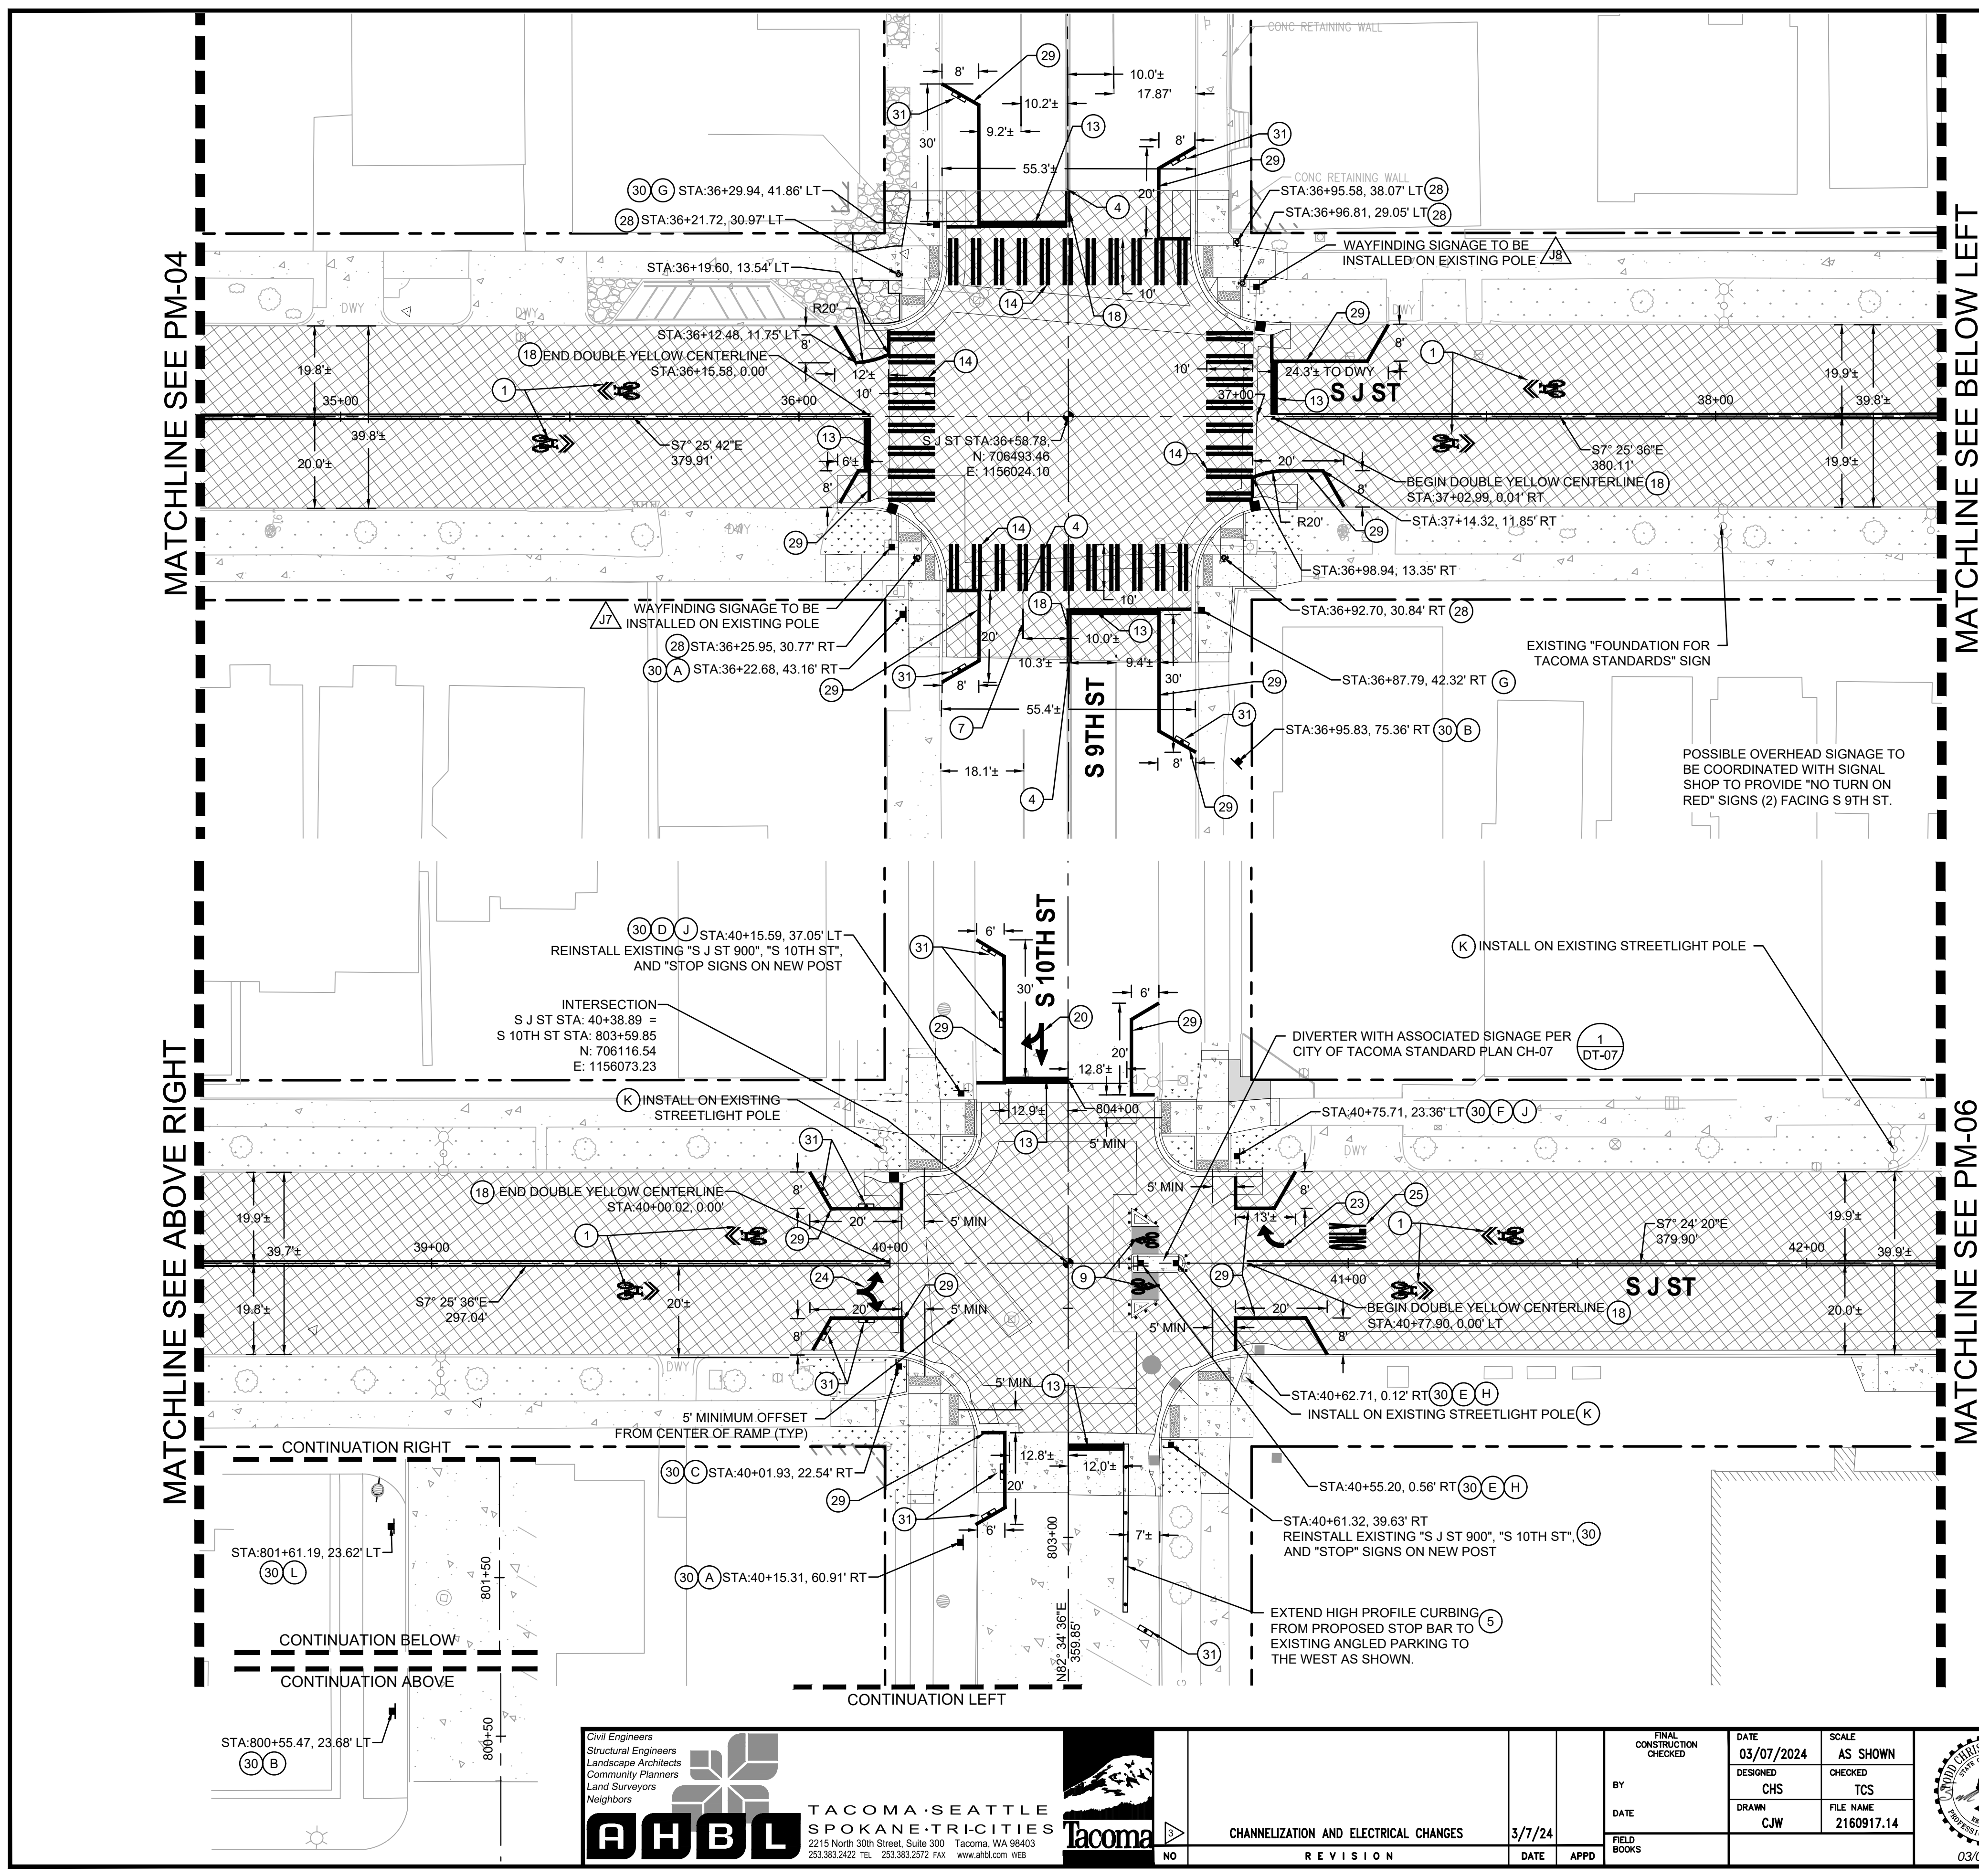 CONC RETAINING WALL
29
8'
10.0'±
17.87'
10.2'±
31
9.2'±
13
30'
8'
31
29
55.3'±
20'
CONC RETAINING WALL
30 G STA:36+29.94, 41.86' LT
4
STA:36+95.58, 38.07' LT 28
28 STA:36+21.72, 30.97' LT
STA:36+96.81, 29.05' LT 28
WAYFINDING SIGNAGE TO BE
INSTALLED ON EXISTING POLE J8
MATCHLINE SEE PM-04
MATCHLINE SEE BELOW LEFT
STA:36+19.60, 13.54' LT
10'
14
18
DWY
DWY
R20'
DWY
29
STA:36+12.48, 11.75' LT
8'
8'
18 END DOUBLE YELLOW CENTERLINE
STA:36+15.58, 0.00'
14
1
19.8'±
12'±
10'
10'
24.3'± TO DWY
19.9'±
1
S J ST
13
35+00
36+00
37+00
38+00
39.8'±
39.8'±
S7° 25' 42"E
379.91'
13
S J ST STA:36+58.78,
N: 706493.46
E: 1156024.10
S7° 25' 36"E
380.11'
20.0'±
6'±
14
20'
19.9'±
8'
8'
BEGIN DOUBLE YELLOW CENTERLINE 18
STA:37+02.99, 0.01' RT
R20'
STA:37+14.32, 11.85' RT
29
DWY
29
14
4
STA:36+98.94, 13.35' RT
WAYFINDING SIGNAGE TO BE
J7 INSTALLED ON EXISTING POLE
10'
18
STA:36+92.70, 30.84' RT 28
28 STA:36+25.95, 30.77' RT
20'
10.0'±
13
EXISTING "FOUNDATION FOR
TACOMA STANDARDS" SIGN
30 A STA:36+22.68, 43.16' RT
10.3'±
9.4'±
31
29
8'
30'
29
STA:36+87.79, 42.32' RT G
55.4'±
31
7
S 9TH ST
STA:36+95.83, 75.36' RT 30 B
18.1'±
8'
4
29
POSSIBLE OVERHEAD SIGNAGE TO
BE COORDINATED WITH SIGNAL
SHOP TO PROVIDE "NO TURN ON
RED" SIGNS (2) FACING S 9TH ST.
MATCHLINE SEE ABOVE RIGHT
MATCHLINE SEE PM-06
30 D J STA:40+15.59, 37.05' LT
REINSTALL EXISTING "S J ST 900", "S 10TH ST",
AND "STOP SIGNS ON NEW POST
31
6'
S 10TH ST
K INSTALL ON EXISTING STREETLIGHT POLE
30'
6'
INTERSECTION
S J ST STA: 40+38.89 =
S 10TH ST STA: 803+59.85
N: 706116.54
E: 1156073.23
29
20
29
20'
DIVERTER WITH ASSOCIATED SIGNAGE PER
CITY OF TACOMA STANDARD PLAN CH-07
1
DT-07
12.8'±
K INSTALL ON EXISTING
STREETLIGHT POLE
12.9'±
804+00
STA:40+75.71, 23.36' LT 30 F J
31
13
5' MIN
DWY
18 END DOUBLE YELLOW CENTERLINE
STA:40+00.02, 0.00'
8'
5' MIN
8'
23
25
19.9'±
1
20'
5' MIN
13'±
1
S7° 24' 20"E
379.90'
19.9'±
39.7'±
39+00
29
40+00
42+00
39.9'±
24
9
29
41+00
S J ST
S7° 25' 36"E
297.04'
20'±
29
20'
5' MIN
20'
BEGIN DOUBLE YELLOW CENTERLINE 18
STA:40+77.90, 0.00' LT
20.0'±
19.8'±
8'
5' MIN
8'
DWY
31
5' MIN
13
STA:40+62.71, 0.12' RT 30 E H
5' MINIMUM OFFSET
FROM CENTER OF RAMP (TYP)
INSTALL ON EXISTING STREETLIGHT POLE K
CONTINUATION RIGHT
12.8'±
12.0'±
30 C STA:40+01.93, 22.54' RT
20'
STA:40+55.20, 0.56' RT 30 E H
29
31
6'
7'±
STA:40+61.32, 39.63' RT
REINSTALL EXISTING "S J ST 900", "S 10TH ST", 30
AND "STOP" SIGNS ON NEW POST
803+00
STA:801+61.19, 23.62' LT
30 L
801+50
30 A STA:40+15.31, 60.91' RT
EXTEND HIGH PROFILE CURBING 5
FROM PROPOSED STOP BAR TO
EXISTING ANGLED PARKING TO
THE WEST AS SHOWN.
N82° 34' 36"E
359.85'
31
CONTINUATION BELOW
CONTINUATION ABOVE
CONTINUATION LEFT
STA:800+55.47, 23.68' LT
30 B
800+50
Civil Engineers
Structural Engineers
Landscape Architects
Community Planners
Land Surveyors
Neighbors
AHBL
TACOMA·SEATTLE
SPOKANE·TRI-CITIES
2215 North 30th Street, Suite 300 Tacoma, WA 98403
253.383.2422 TEL 253.383.2572 FAX www.ahbl.com WEB
Tacoma
3 CHANNELIZATION AND ELECTRICAL CHANGES 3/7/24
NO REVISION DATE APPD
FINAL
CONSTRUCTION
CHECKED
BY
DATE
FIELD
BOOKS
DATE
03/07/2024
SCALE
AS SHOWN
DESIGNED
CHS
CHECKED
TCS
DRAWN
CJW
FILE NAME
2160917.14